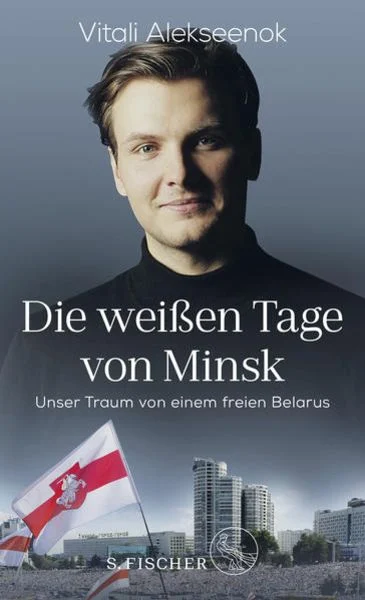 Vitali Alekseenok
Die weißen Tage
von Minsk
Unser Traum von einem freien Belarus
S. FISCHER